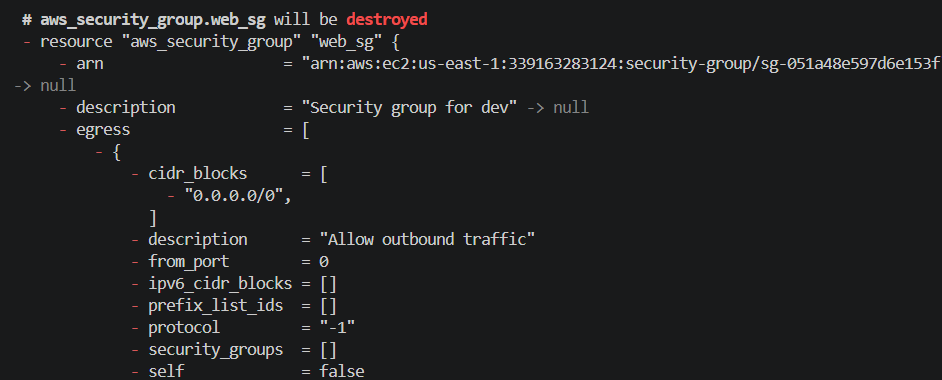 # aws_security_group.web_sg will be destroyed
- resource "aws_security_group" "web_sg" {
- arn = "arn:aws:ec2:us-east-1:339163283124:security-group/sg-051a48e597d6e153f
-> null
- description = "Security group for dev" -> null
- egress = [
- {
- cidr_blocks = [
- "0.0.0.0/0",
]
- description = "Allow outbound traffic"
- from_port = 0
- ipv6_cidr_blocks = []
- prefix_list_ids = []
- protocol = "-1"
- security_groups = []
- self = false